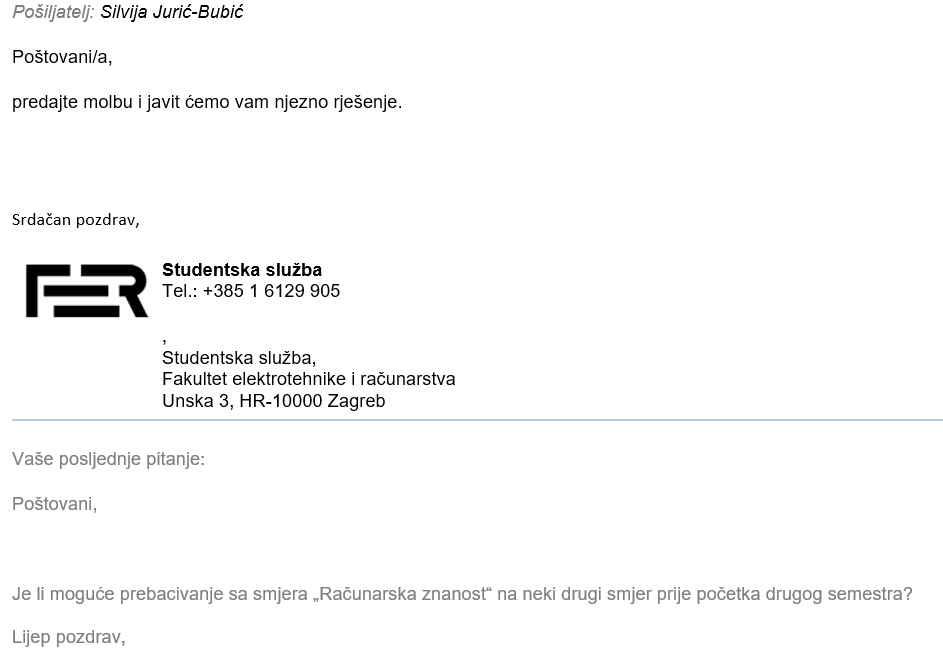 Pošiljatelj: Silvija Jurić-Bubić
Poštovani/a,
predajte molbu i javit ćemo vam njezno rješenje.
Srdačan pozdrav,
FER
Studentska služba
Tel.: +385 1 6129 905
,
Studentska služba,
Fakultet elektrotehnike i računarstva
Unska 3, HR-10000 Zagreb
Vaše posljednje pitanje:
Poštovani,
Je li moguće prebacivanje sa smjera „Računarska znanost“ na neki drugi smjer prije početka drugog semestra?
Lijep pozdrav,